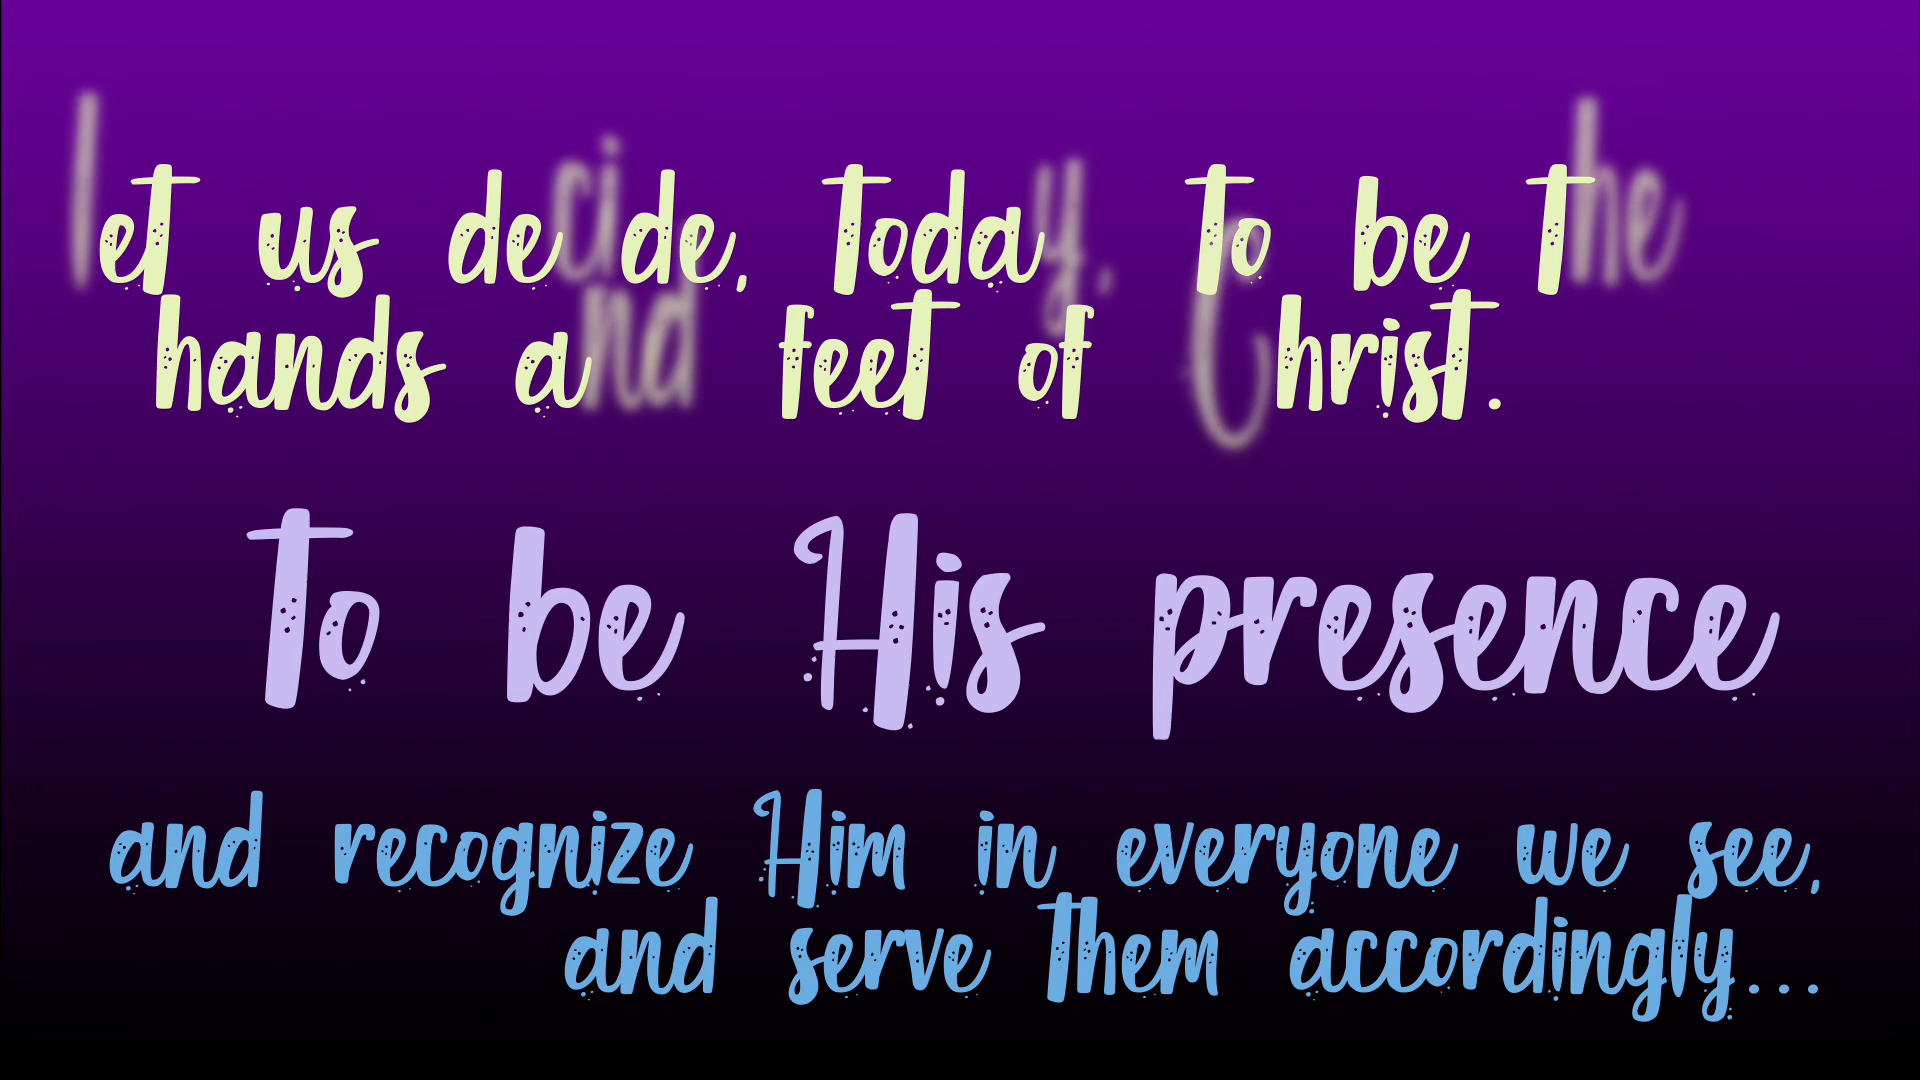 let us decide, today, to be the
hands and feet of Christ.
to be His presence
and recognize Him in everyone we see,
and serve them accordingly...